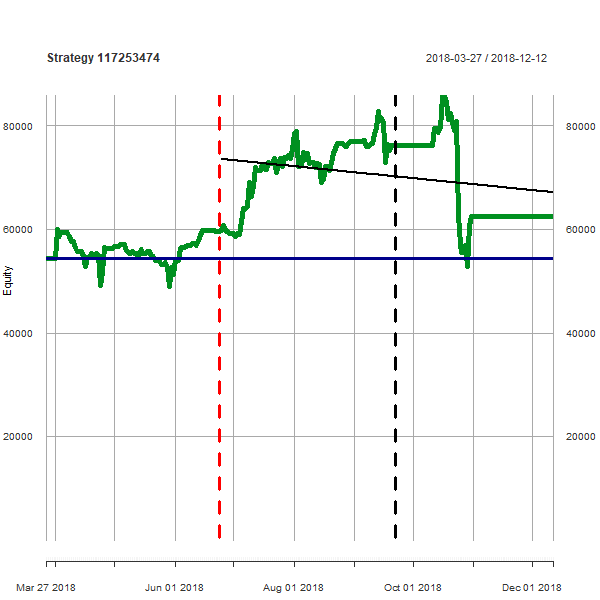 Strategy 117253474
2018-03-27 / 2018-12-12
80000
80000
60000
60000
Equity
40000
40000
20000
20000
Mar 27 2018
Jun 01 2018
Aug 01 2018
Oct 01 2018
Dec 01 2018